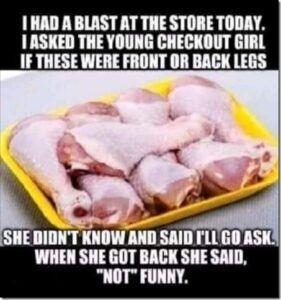 I HAD A BLAST AT THE STORE TODAY.
I ASKED THE YOUNG CHECKOUT GIRL
IF THESE WERE FRONT OR BACK LEGS
SHE DIDN'T KNOW AND SAID I'LL GO ASK.
WHEN SHE GOT BACK SHE SAID,
"NOT" FUNNY.